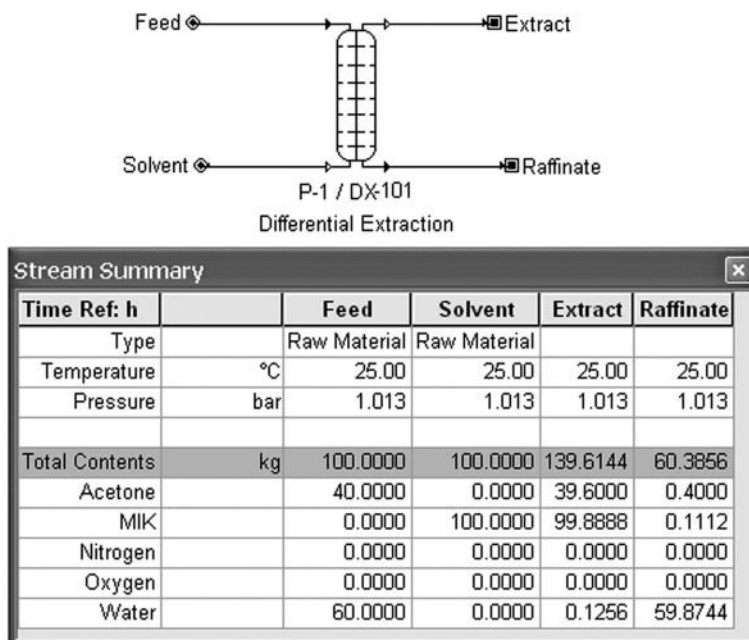 Feed Extract
Solvent Raffinate
P-1 / DX-101
Differential Extraction
Stream Summary
Time Ref: h Feed Solvent Extract Raffinate
Type Raw Material Raw Material
Temperature °C 25.00 25.00 25.00 25.00
Pressure bar 1.013 1.013 1.013 1.013
Total Contents kg 100.0000 100.0000 139.6144 60.3856
Acetone 40.0000 0.0000 39.6000 0.4000
MIK 0.0000 100.0000 99.8888 0.1112
Nitrogen 0.0000 0.0000 0.0000 0.0000
Oxygen 0.0000 0.0000 0.0000 0.0000
Water 60.0000 0.0000 0.1256 59.8744